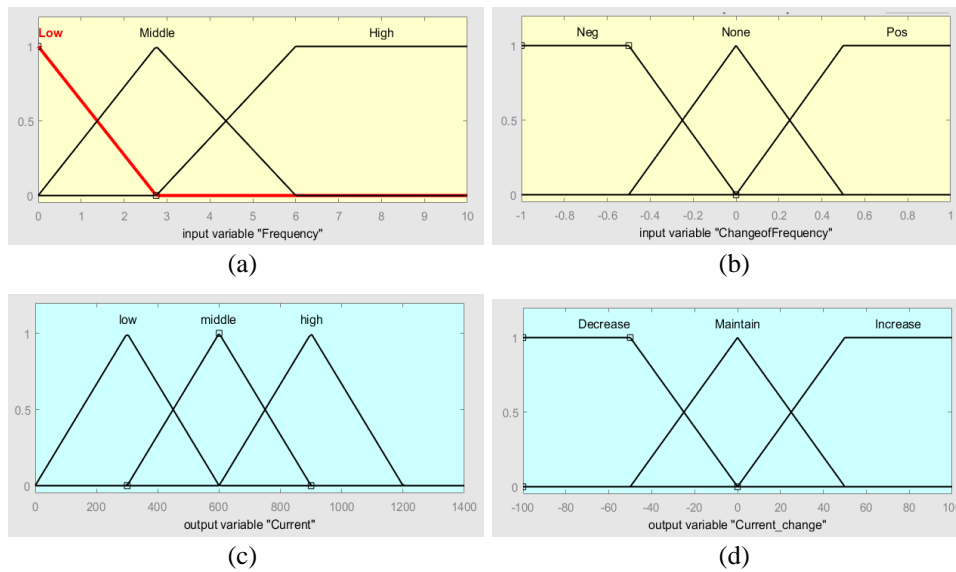 Low Middle High
1
0.5
0
0 1 2 3 4 5 6 7 8 9 10
input variable "Frequency"
(a)
Neg None Pos
1
0.5
0
-1 -0.8 -0.6 -0.4 -0.2 0 0.2 0.4 0.6 0.8 1
input variable "ChangeofFrequency"
(b)
low middle high
1
0.5
0
0 200 400 600 800 1000 1200 1400
output variable "Current"
(c)
Decrease Maintain Increase
1
0.5
0
-100 -80 -60 -40 -20 0 20 40 60 80 100
output variable "Current_change"
(d)